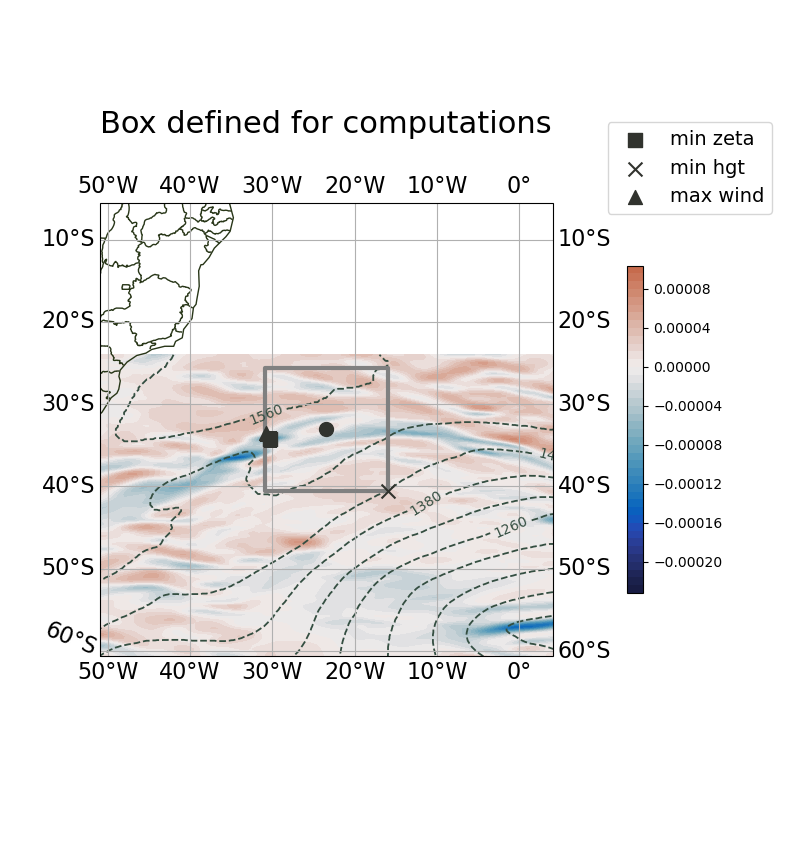 Box defined for computations
min zeta
min hgt
max wind
50°W 40°W 30°W 20°W 10°W 0°
10°S 10°S
20°S 20°S
30°S 30°S
40°S 40°S
50°S 50°S
60°S 60°S
50°W 40°W 30°W 20°W 10°W 0°
1560
1380
1260
0.00008
0.00004
0.00000
−0.00004
−0.00008
−0.00012
−0.00016
−0.00020